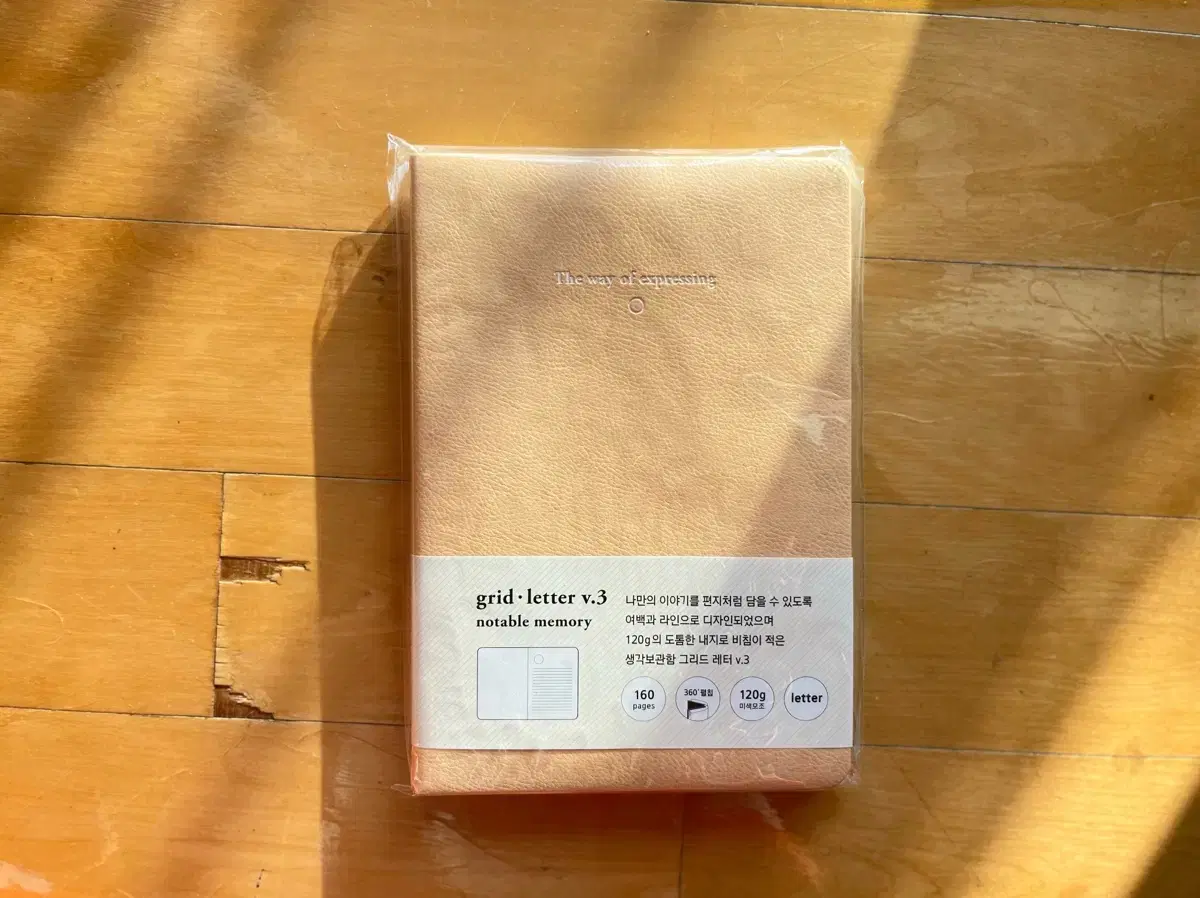 The way of expressing
grid·letter v.3
notable memory
나만의 이야기를 편지처럼 담을 수 있도록
여백과 라인으로 디자인되었으며
120g의 도톰한 내지로 비침이 적은
생각보관함 그리드 레터 v.3
160
pages
360˚펼침
120g
미색모조
letter